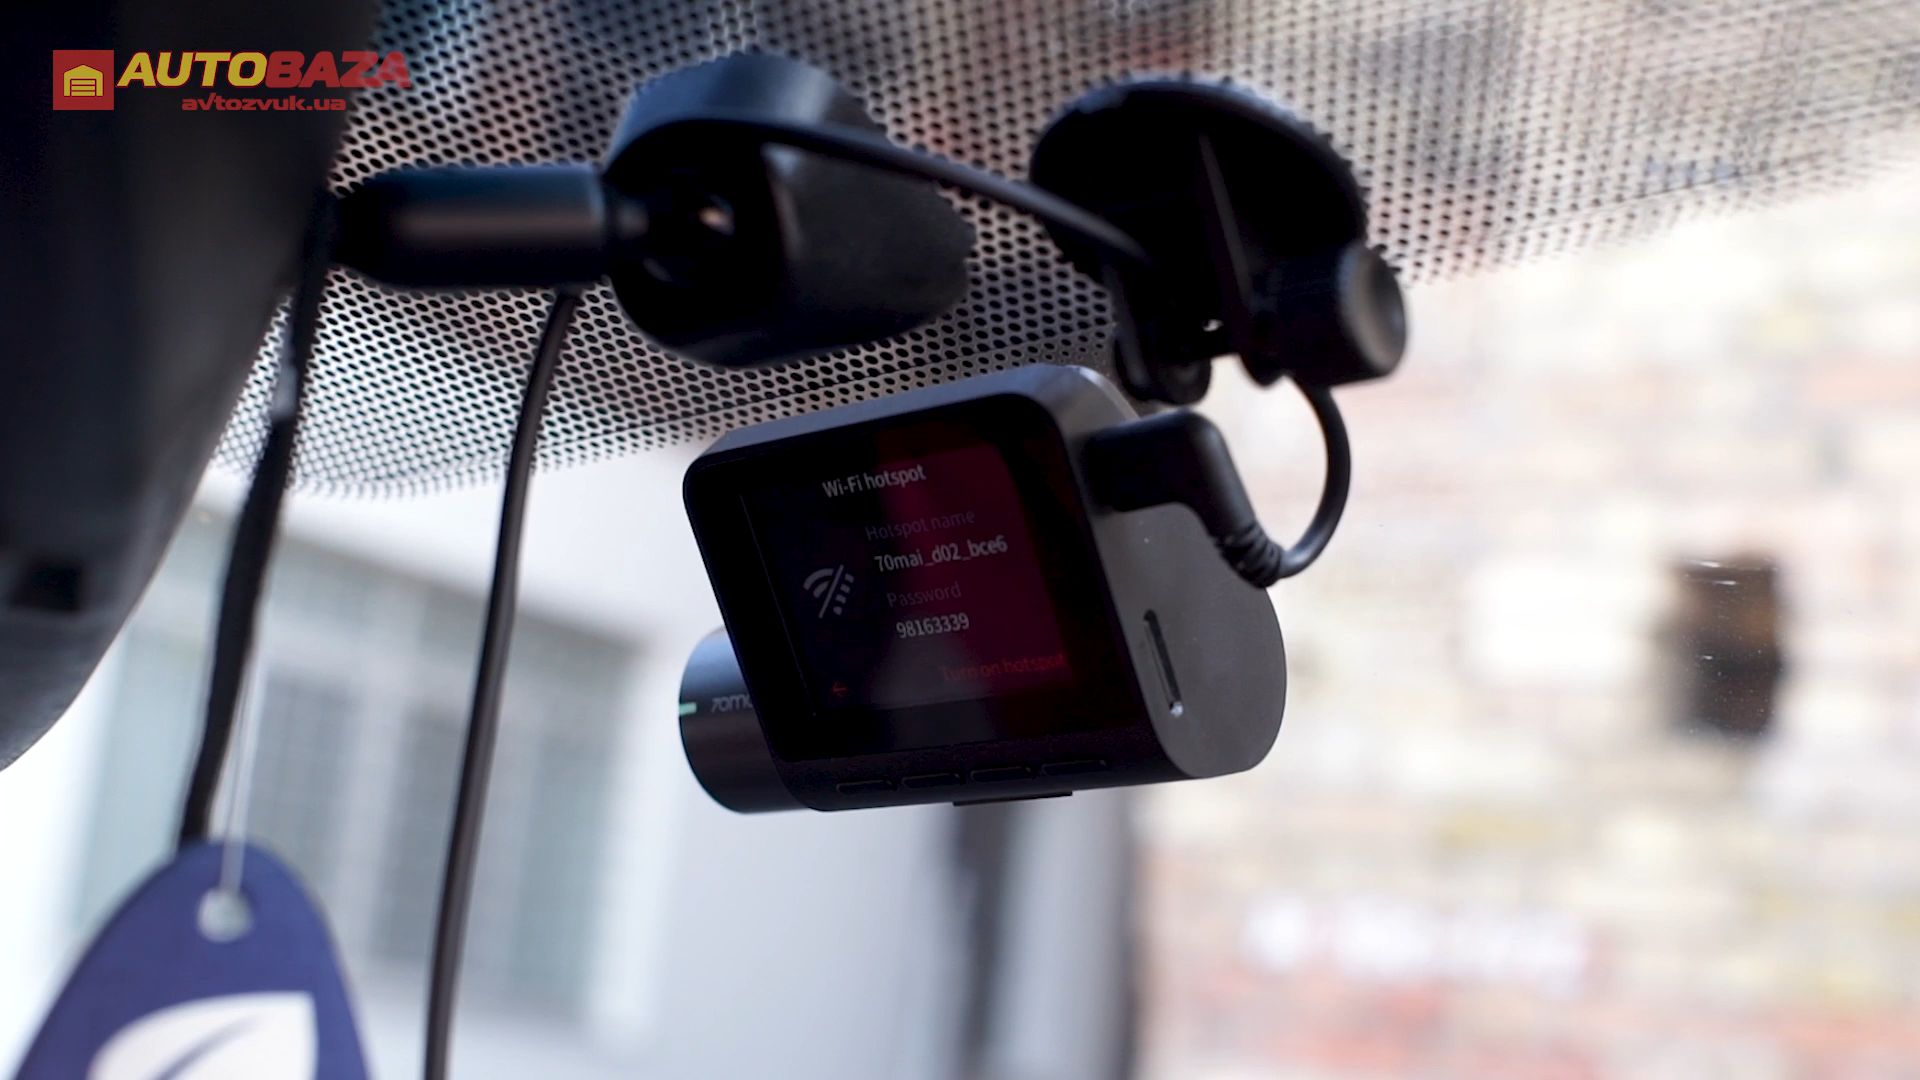 AUTOBAZA
avtozvuk.ua
Wi-Fi hotspot
Hotspot name
70mai_d02_bce6
Password
98163339
Turn on hotspot